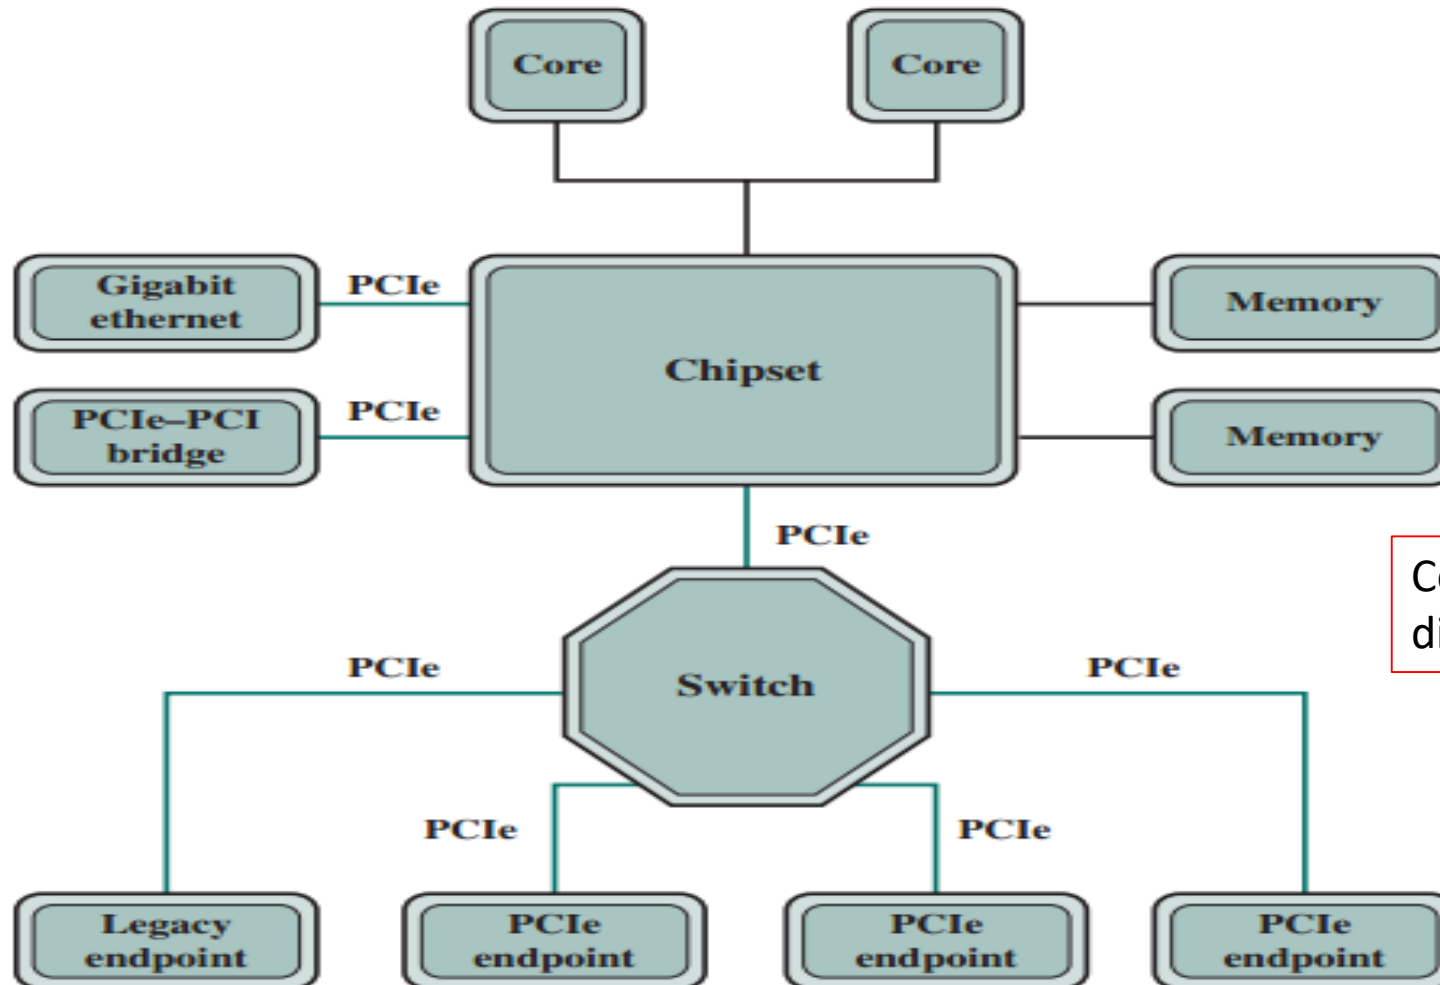 Core
Core
Gigabit
ethernet
PCIe
Chipset
Memory
PCIe–PCI
bridge
PCIe
Memory
PCIe
PCIe
Switch
PCIe
PCIe
PCIe
Legacy
endpoint
PCIe
endpoint
PCIe
endpoint
PCIe
endpoint